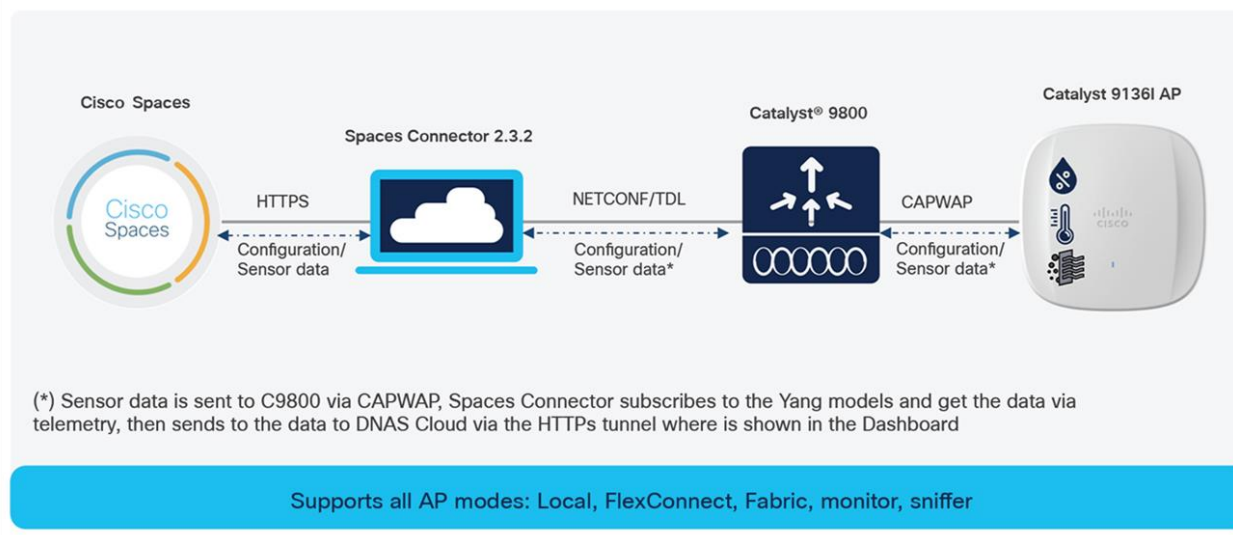 Cisco Spaces
Spaces Connector 2.3.2
Catalyst® 9800
Catalyst 9136I AP
Cisco
Spaces
HTTPS
Configuration/
Sensor data
NETCONF/TDL
Configuration/
Sensor data*
CAPWAP
Configuration/
Sensor data*
%
CISCO
(*) Sensor data is sent to C9800 via CAPWAP, Spaces Connector subscribes to the Yang models and get the data via
telemetry, then sends to the data to DNAS Cloud via the HTTPs tunnel where is shown in the Dashboard
Supports all AP modes: Local, FlexConnect, Fabric, monitor, sniffer